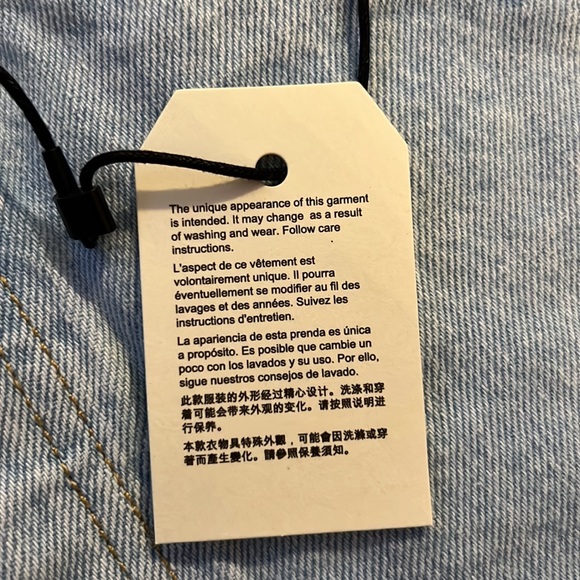 The unique appearance of this garment
is intended. It may change as a result
of washing and wear. Follow care
instructions.
L'aspect de ce vêtement est
volontairement unique. Il pourra
éventuellement se modifier au fil des
lavages et des années. Suivez les
instructions d'entretien.
La apariencia de esta prenda es única
a propósito. Es posible que cambie un
poco con los lavados y su uso. Por ello,
sigue nuestros consejos de lavado.
此款服装的外形经过精心设计。洗涤和穿
着可能会带来外观的变化。请按照说明进
行保养。
本款衣物具特殊外觀，可能會因洗滌或穿
著而產生變化。請參照保養須知。